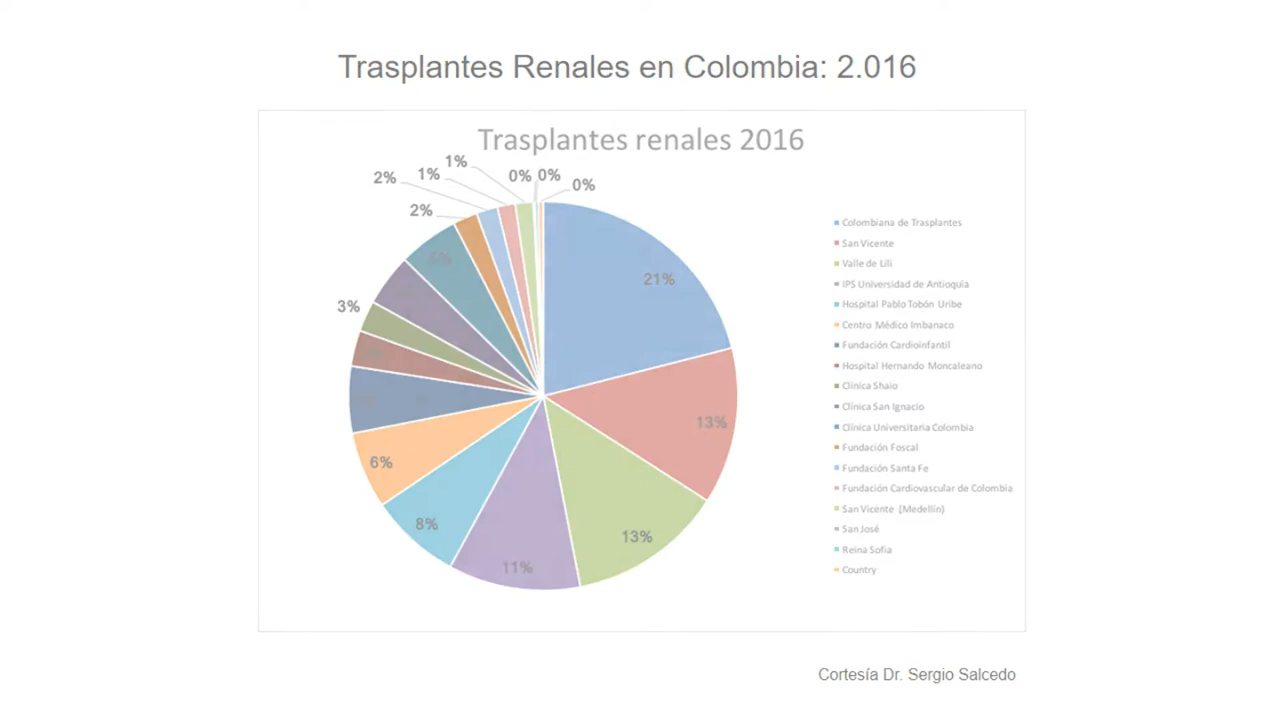 Trasplantes Renales en Colombia: 2.016
Trasplantes renales 2016
1%
1%
2%
0%
0%
0%
2%
21%
3%
13%
6%
8%
13%
11%
Colombiana de Trasplantes
San Vicente
Valle de Lili
IPS Universidad de Antioquia
Hospital Pablo Tobón Uribe
Centro Médico Imbanaco
Fundación Cardioinfantil
Hospital Hernando Moncaleano
Clínica Shaio
Clínica San Ignacio
Clínica Universitaria Colombia
Fundación Foscal
Fundación Santa Fe
Fundación Cardiovascular de Colombia
San Vicente (Medellín)
San José
Reina Sofia
Country
Cortesía Dr. Sergio Salcedo